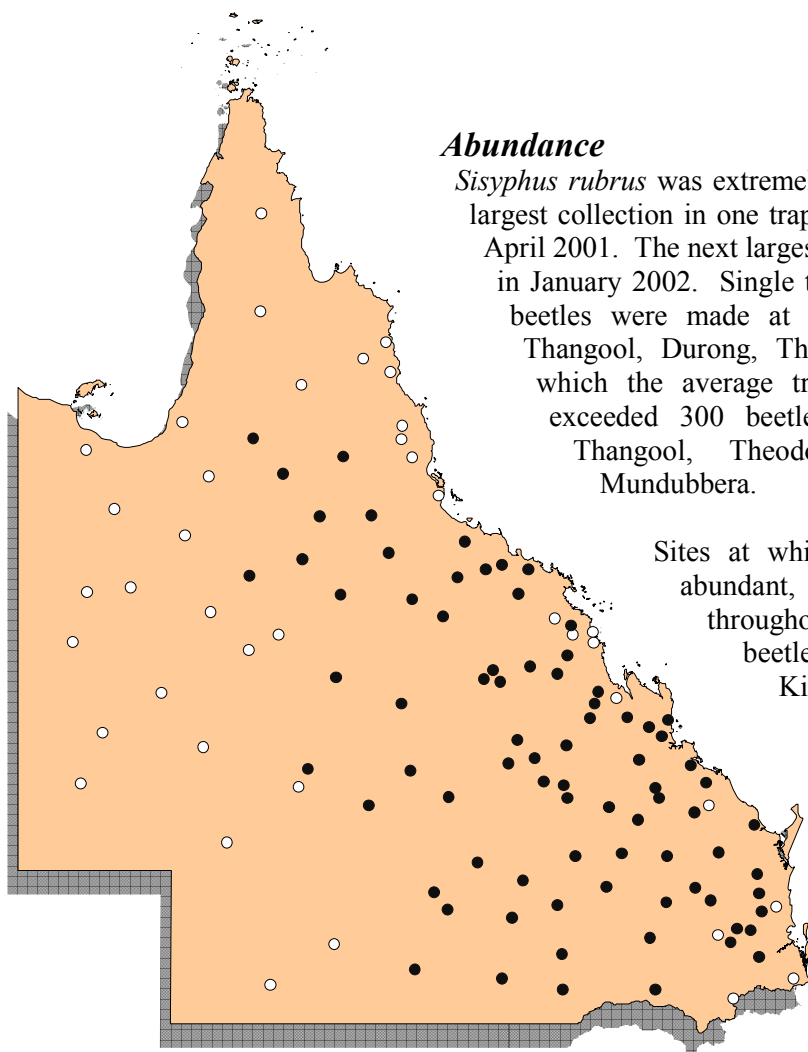 Abundance
Sisyphus rubrus was extremel
largest collection in one trap
April 2001. The next larges
in January 2002. Single t
beetles were made at
Thangool, Durong, Th
which the average tr
exceeded 300 beetle
Thangool, Theod
Mundubbera.
Sites at whi
abundant,
througho
beetle
Ki